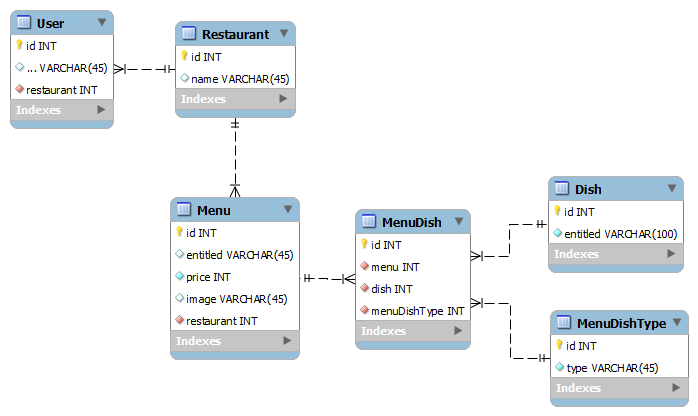 User
id INT
... VARCHAR(45)
restaurant INT
Indexes
Restaurant
id INT
name VARCHAR(45)
Indexes
Menu
id INT
entitled VARCHAR(45)
price INT
image VARCHAR(45)
restaurant INT
Indexes
MenuDish
id INT
menu INT
dish INT
menuDishType INT
Indexes
Dish
id INT
entitled VARCHAR(100)
Indexes
MenuDishType
id INT
type VARCHAR(45)
Indexes